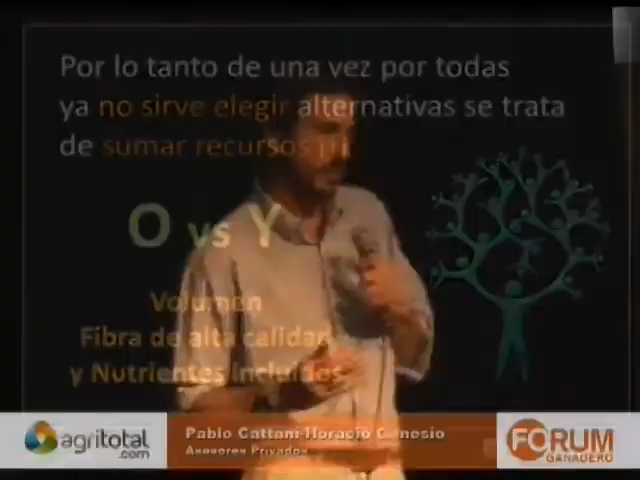 Por lo tanto de una vez por todas
ya no sirve elegir alternativas se trata
de sumar recursos !!!
O vs Y
Volumen
Fibra de alta calidad
y Nutrientes Incluidos
agritotal
.com
Pablo Cattani Horacio
Asesores Privados
FORUM
GANADERO